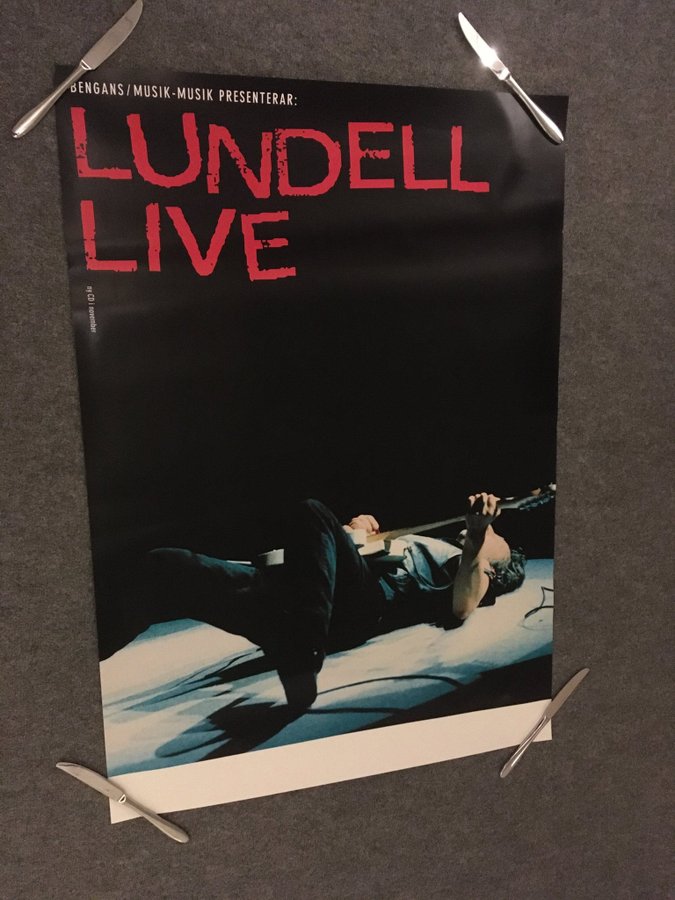 BENGANS/MUSIK-MUSIK PRESENTERAR:
LUNDELL
LIVE
ny CD i november